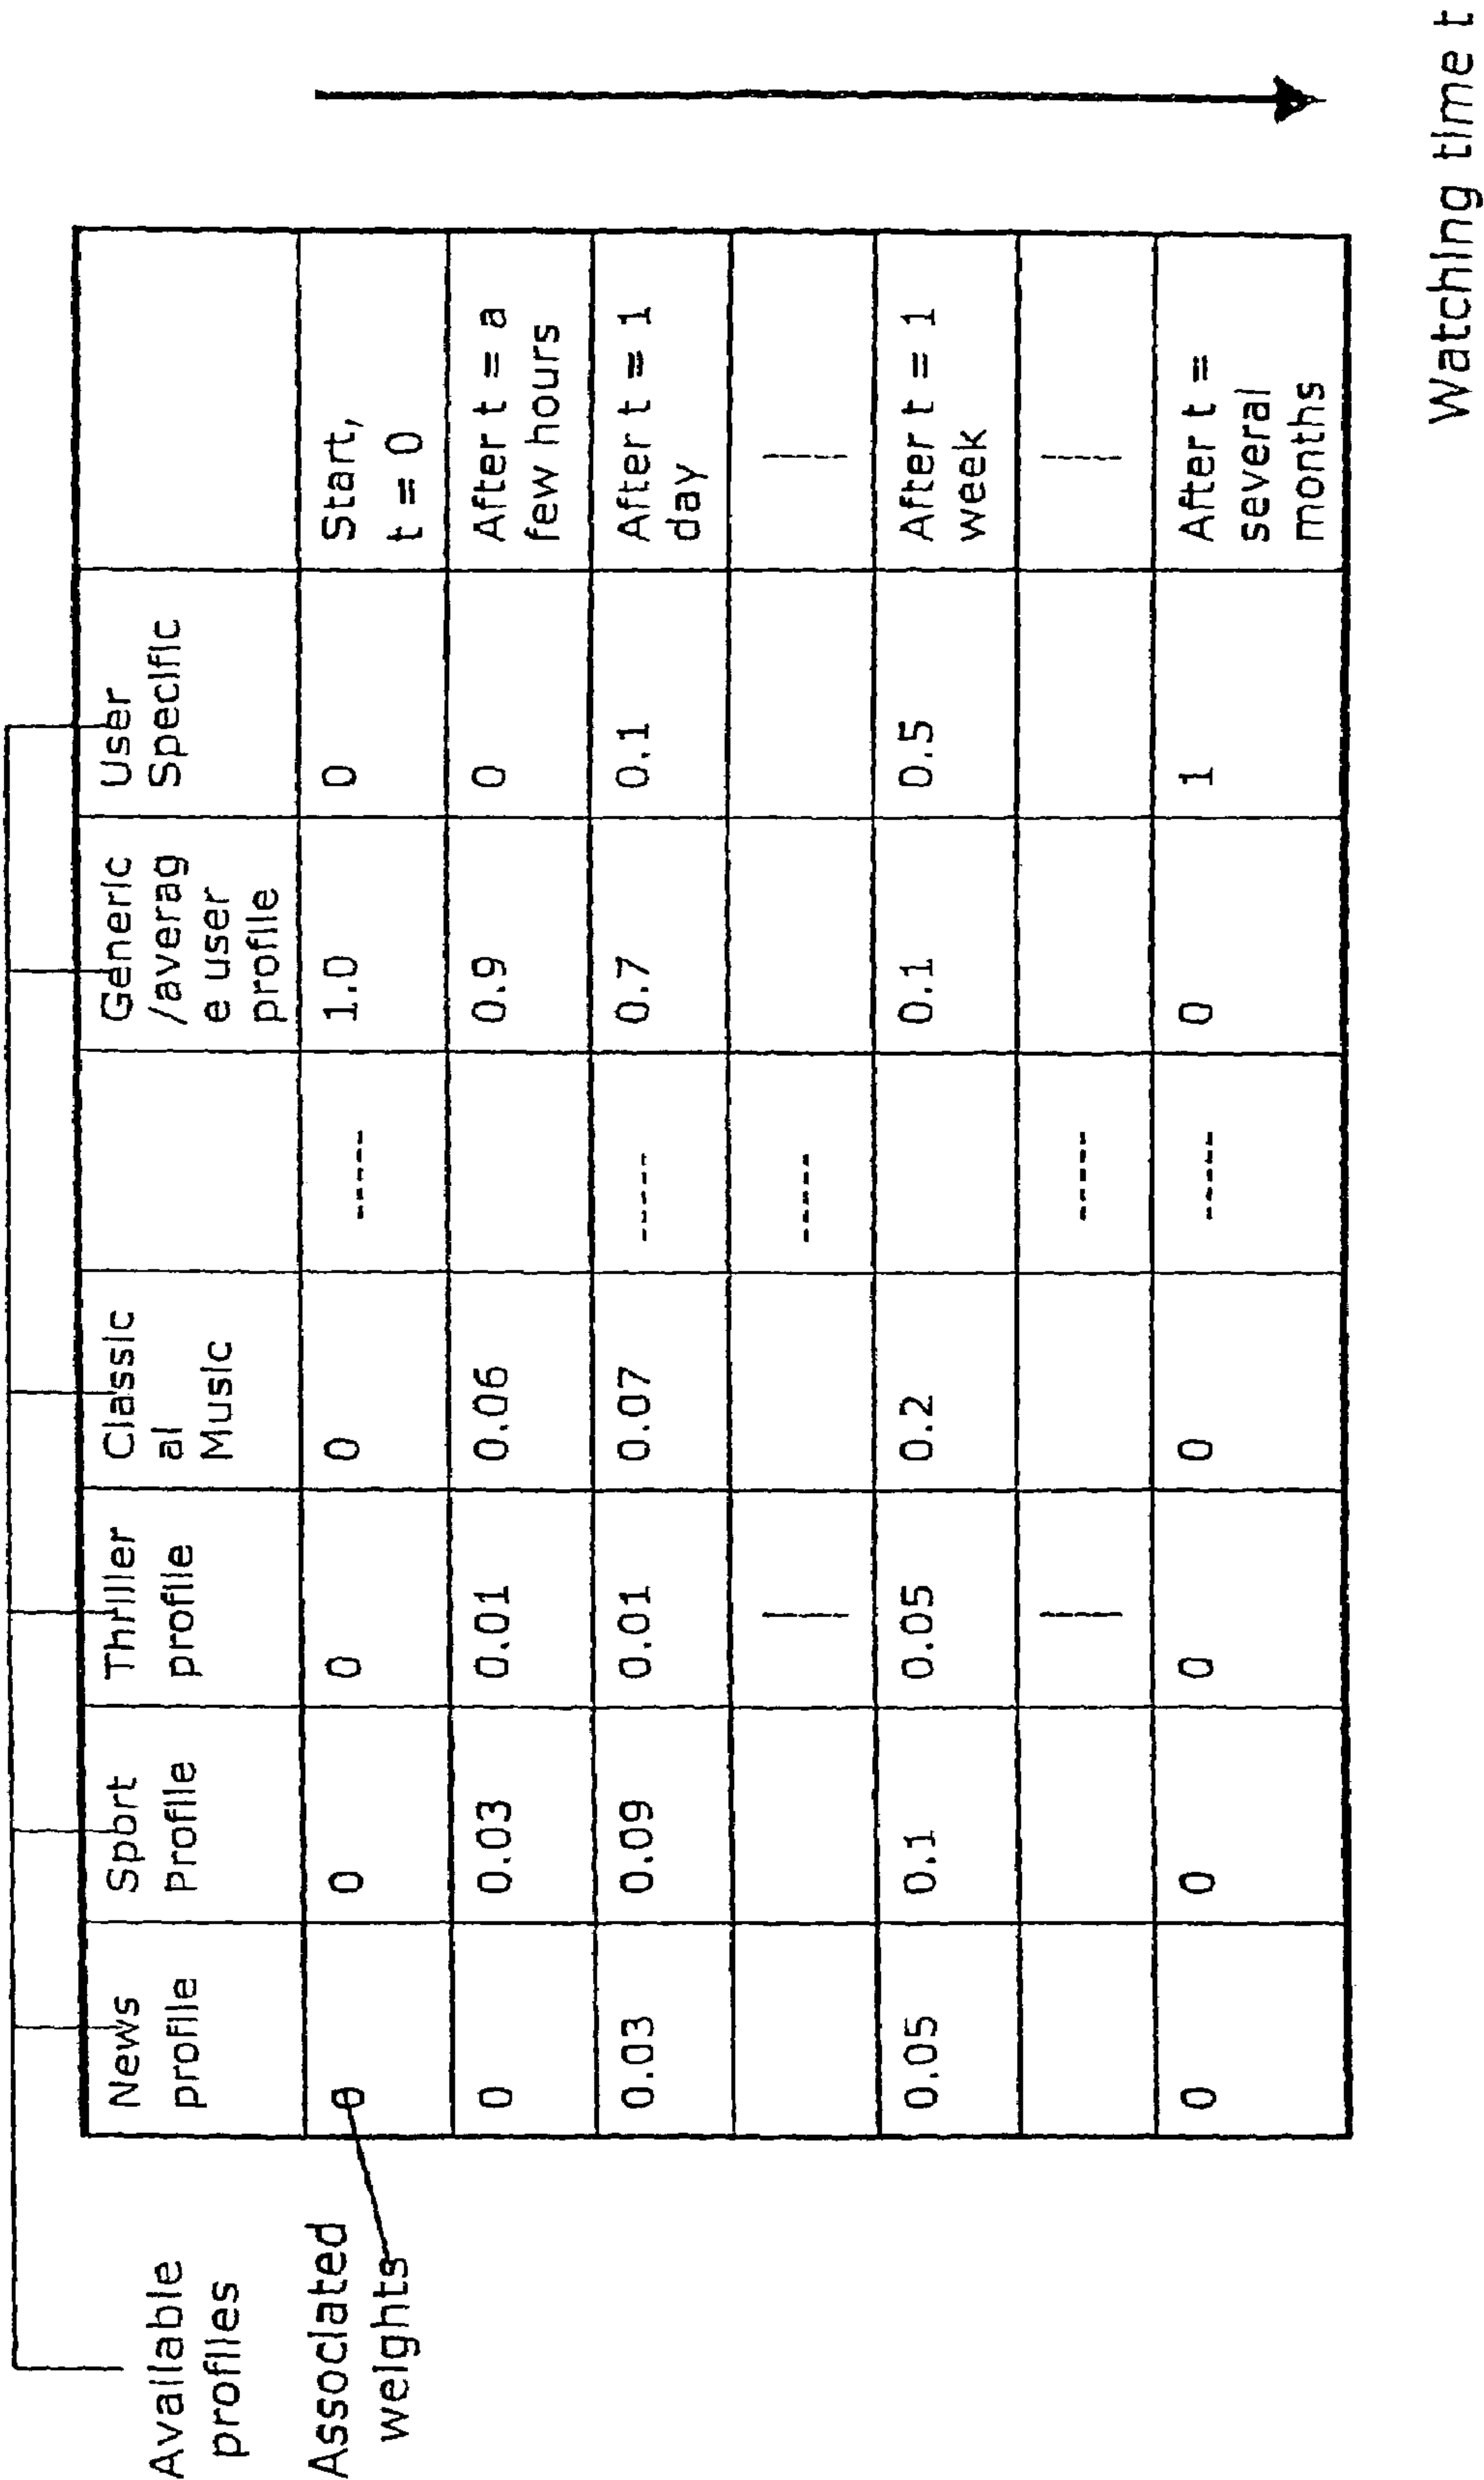 Available
profiles
Associated
weights
News
profile
Sport
Profile
Thriller
profile
Classic
al
Music
Generic
/averag
e user
profile
User
Specific
0
0
0
0
-----
1.0
0
Start,
t = 0
0
0.03
0.01
0.06
0.9
0
After t = a
few hours
0.03
0.09
0.01
0.07
-----
0.7
0.1
After t = 1
day
-----
0.05
0.1
0.05
0.2
0.1
0.5
After t = 1
week
-----
0
0
0
0
-----
0
1
After t =
several
months
Watching time t